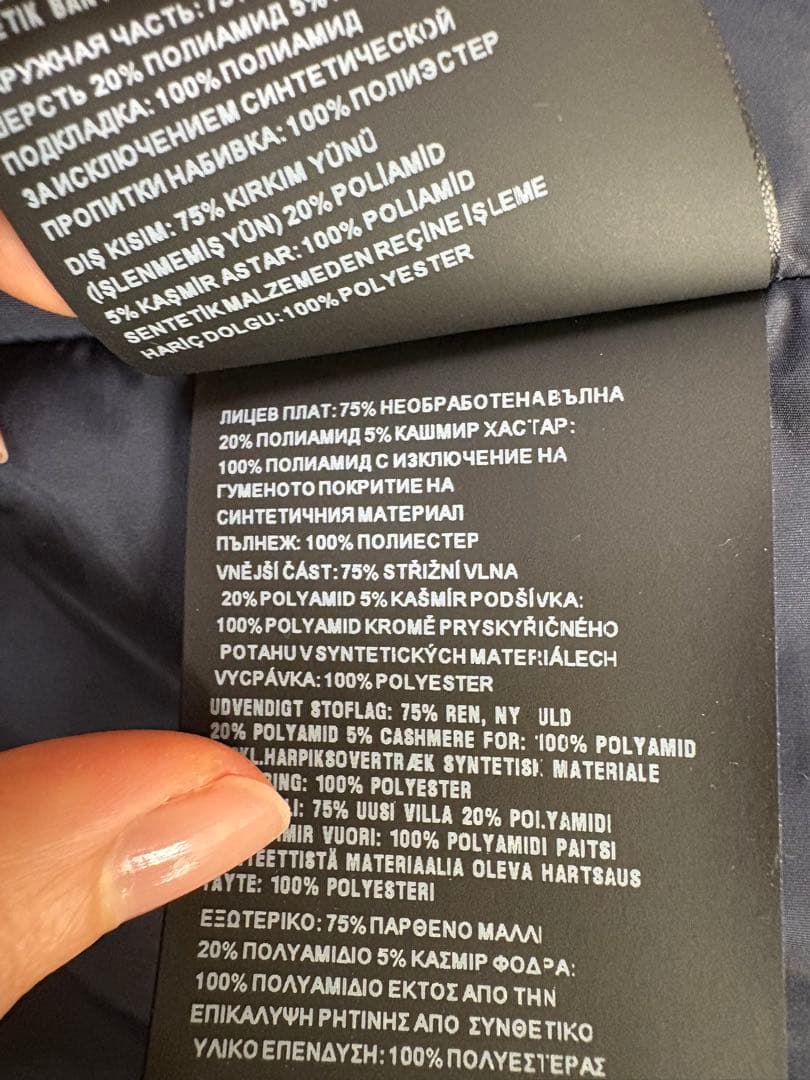 РУЖНАЯ ЧАСТЬ: 75
ЕРСТЬ 20% ПОЛИАМИД 5%
ПОДКЛАДКА: 100% ПОЛИАМИД
ЗА ИСКЛЮЧЕНИЕМ СИНТЕТИЧЕСКОЙ
ПРОПИТКИ НАБИВКА: 100% ПОЛИЭСТЕР
DIŞ KISIM: 75% KIRKIM YÜNÜ
(İŞLENMEMİŞ YÜN) 20% POLİAMİD
5% KAŞMİR ASTAR: 100% POLİAMİD
SENTETİK MALZEMEDEN REÇİNE İŞLEME
HARİÇ DOLGU: 100% POLYESTER
ЛИЦЕВ ПЛАТ: 75% НЕОБРАБОТЕНА ВЪЛНА
20% ПОЛИАМИД 5% КАШМИР ХАСТАР:
100% ПОЛИАМИД С ИЗКЛЮЧЕНИЕ НА
ГУМЕНОТО ПОКРИТИЕ НА
СИНТЕТИЧНИЯ МАТЕРИАЛ
ПЪЛНЕЖ: 100% ПОЛИЕСТЕР
VNĚJŠÍ ČÁST: 75% STŘIŽNÍ VLNA
20% POLYAMID 5% KAŠMÍR PODŠÍVKA:
100% POLYAMID KROMĚ PRYSKYŘIČNÉHO
POTAHU V SYNTETICKÝCH MATERIÁLECH
VYCPÁVKA: 100% POLYESTER
UDVENDIGT STOFLAG: 75% REN, NY ULD
20% POLYAMID 5% CASHMERE FOR: 100% POLYAMID
KL. HARPIKSOVERTRÆK SYNTETISK MATERIALE
ING: 100% POLYESTER
I: 75% UUSI VILLA 20% POLYAMIDI
MIR VUORI: 100% POLYAMIDI PAITSI
TEETTISTÄ MATERIAALIA OLEVA HARTSAUS
TÄYTE: 100% POLYESTERI
ΕΞΩΤΕΡΙΚΟ: 75% ΠΑΡΘΕΝΟ ΜΑΛΛΙ
20% ΠΟΛΥΑΜΙΔΙΟ 5% ΚΑΣΜΙΡ ΦΟΔΡΑ:
100% ΠΟΛΥΑΜΙΔΙΟ ΕΚΤΟΣ ΑΠΟ ΤΗΝ
ΕΠΙΚΑΛΥΨΗ ΡΗΤΙΝΗΣ ΑΠΟ ΣΥΝΘΕΤΙΚΟ
ΥΛΙΚΟ ΕΠΕΝΔΥΣΗ: 100% ΠΟΛΥΕΣΤΕΡΑΣ